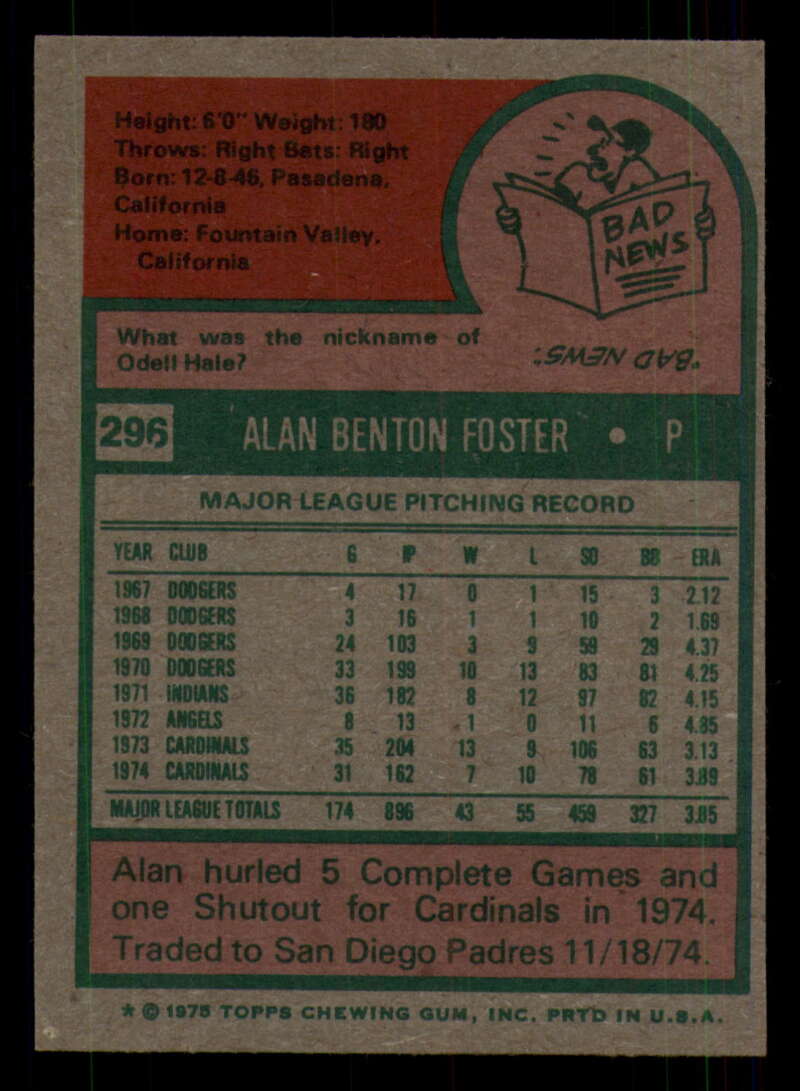 Height: 6'0" Weight: 180
Throws: Right Bats: Right
Born: 12-8-46, Pasadena,
California
Home: Fountain Valley,
California
BAD
NEWS
What was the nickname of
Odell Hale?
"BAD NEWS."
296 ALAN BENTON FOSTER • P
MAJOR LEAGUE PITCHING RECORD
YEAR CLUB G IP W L SO BB ERA
1967 DODGERS 4 17 0 1 15 3 2.12
1968 DODGERS 3 16 1 1 10 2 1.69
1969 DODGERS 24 103 3 9 59 29 4.37
1970 DODGERS 33 199 10 13 83 81 4.25
1971 INDIANS 36 182 8 12 97 82 4.15
1972 ANGELS 8 13 1 0 11 6 4.85
1973 CARDINALS 35 204 13 9 106 63 3.13
1974 CARDINALS 31 162 7 10 78 61 3.89
MAJOR LEAGUE TOTALS 174 896 43 55 459 327 3.85
Alan hurled 5 Complete Games and
one Shutout for Cardinals in 1974.
Traded to San Diego Padres 11/18/74.
* © 1975 TOPPS CHEWING GUM, INC. PRTD IN U.S.A.